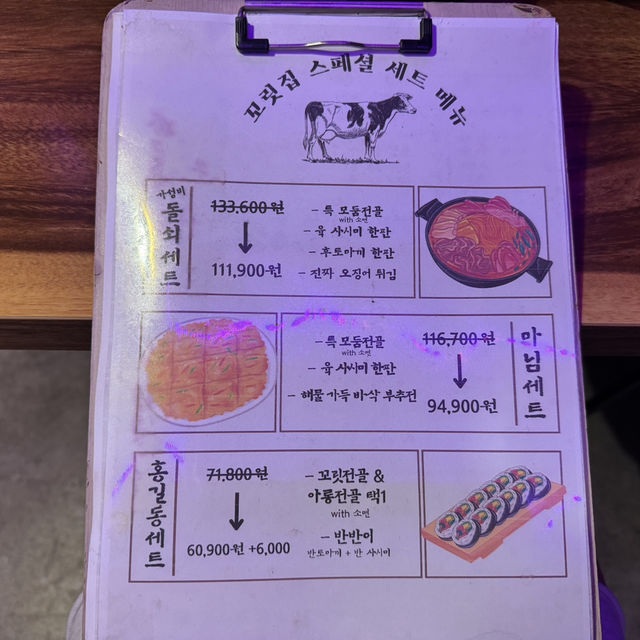 꼬릿집 스페셜 세트 메뉴
가성비
돌쇠세트
133,600원
111,900원
- 특 모둠전골
with 소면
- 육 사시미 한판
- 후토마끼 한판
- 진짜 오징어 튀김
- 특 모둠전골
with 소면
- 육 사시미 한판
- 해물 가득 바삭 부추전
116,700원
94,900원
마님세트
홍길동세트
71,800원
60,900원 +6,000
- 꼬릿전골 &
아롱전골 택1
with 소면
- 반반이
반토마끼 + 반 사시미